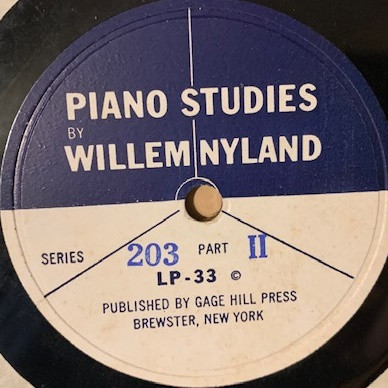 PIANO STUDIES
BY
WILLEM NYLAND
SERIES 203 PART II
LP-33 ©
PUBLISHED BY GAGE HILL PRESS
BREWSTER, NEW YORK